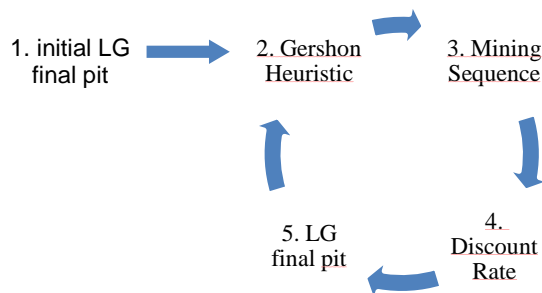 1. initial LG
final pit
2. Gershon
Heuristic
3. Mining
Sequence
4.
Discount
Rate
5. LG
final pit